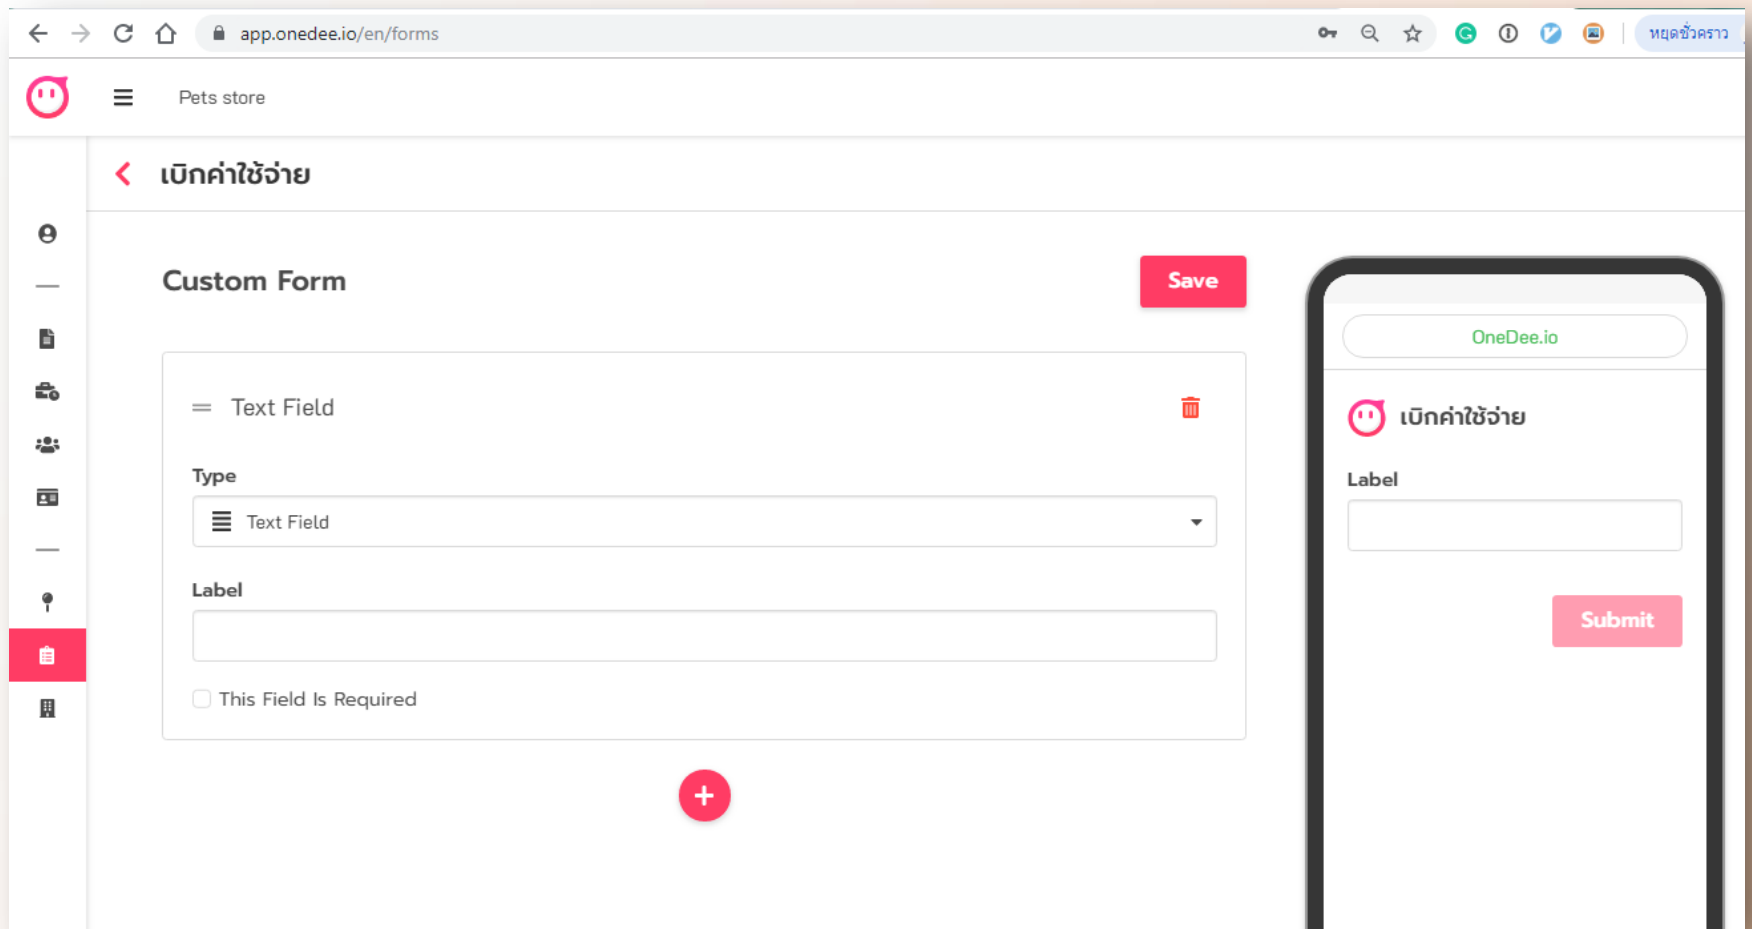 app.onedee.io/en/forms
หยุดชั่วคราว
Pets store
เบิกค่าใช้จ่าย
Custom Form
Save
Text Field
Type
Text Field
Label
This Field Is Required
OneDee.io
เบิกค่าใช้จ่าย
Label
Submit